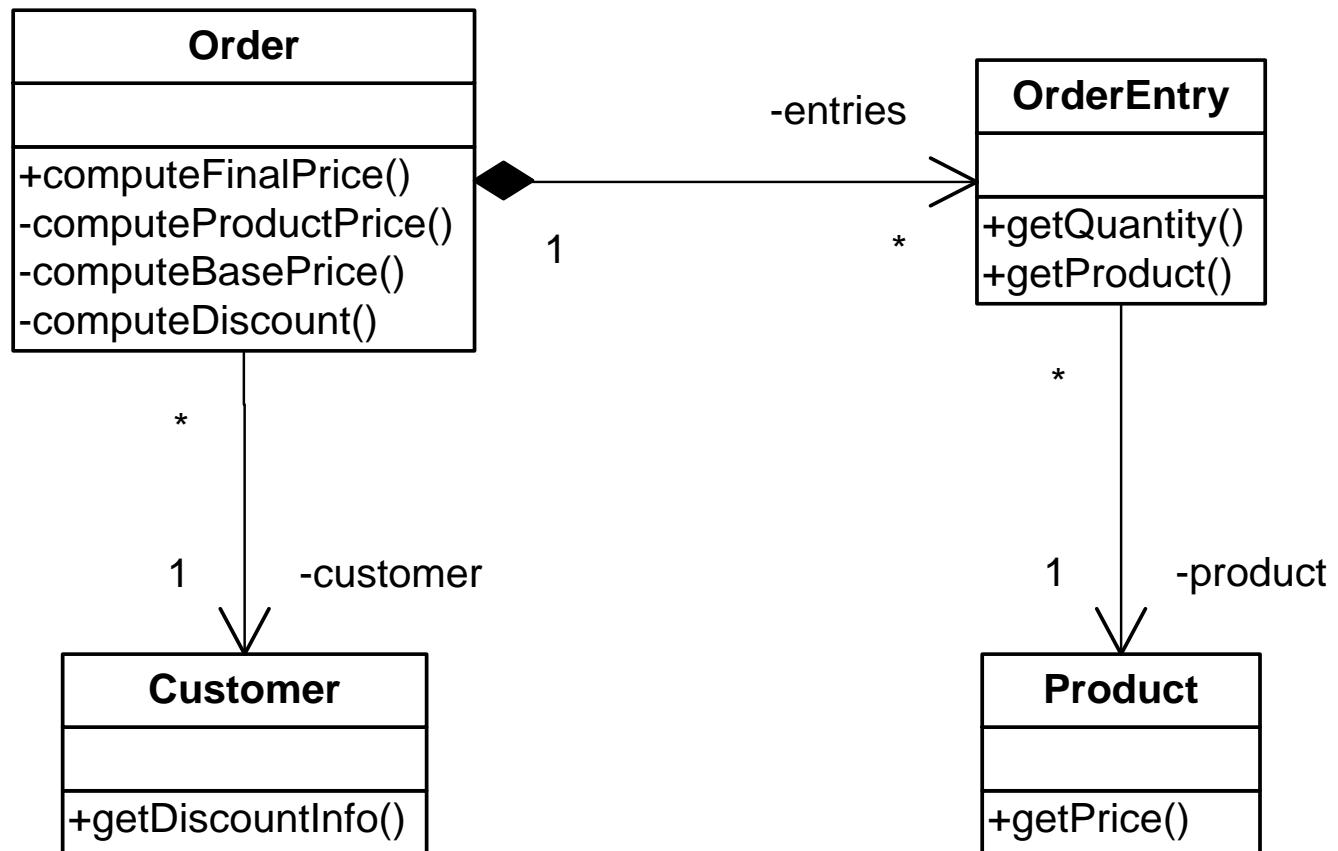 Order
+computeFinalPrice()
-computeProductPrice()
-computeBasePrice()
-computeDiscount()
-entries
1
*
OrderEntry
+getQuantity()
+getProduct()
*
1
-customer
*
1
-product
Customer
+getDiscountInfo()
Product
+getPrice()